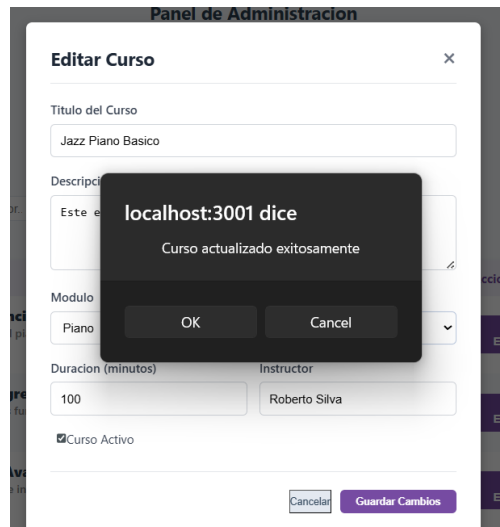 Panel de Administracion
Editar Curso
×
Titulo del Curso
Jazz Piano Basico
Este e
localhost:3001 dice
Curso actualizado exitosamente
OK
Cancel
Modulo
Piano
Duracion (minutos)
Instructor
100
Roberto Silva
Curso Activo
Cancelar
Guardar Cambios